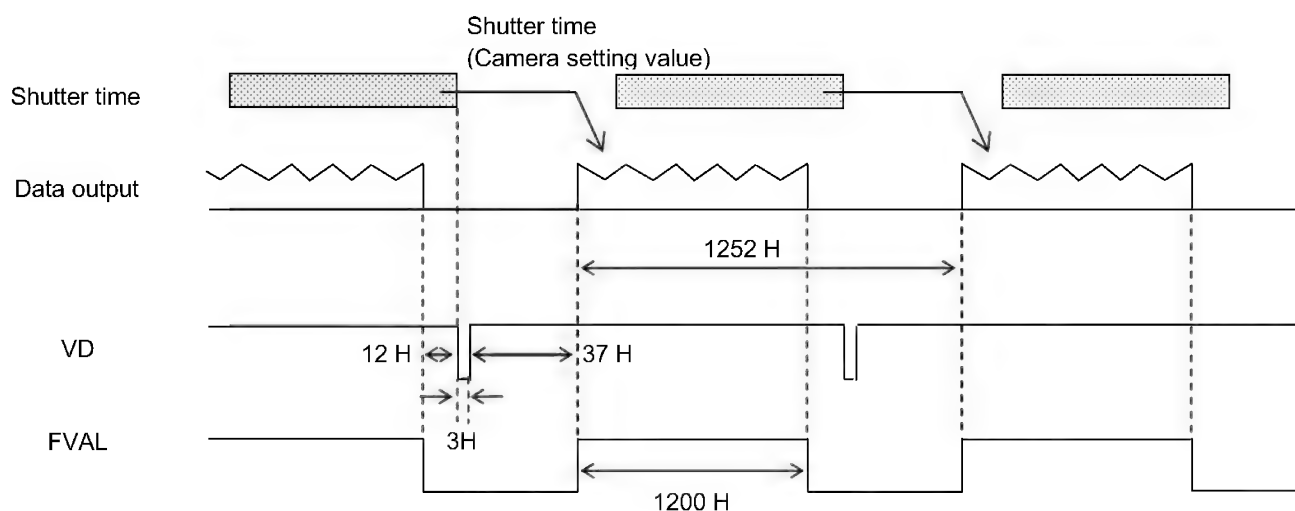 Shutter time
(Camera setting value)
Shutter time
Data output
1252 H
VD
12 H
37 H
3H
FVAL
1200 H